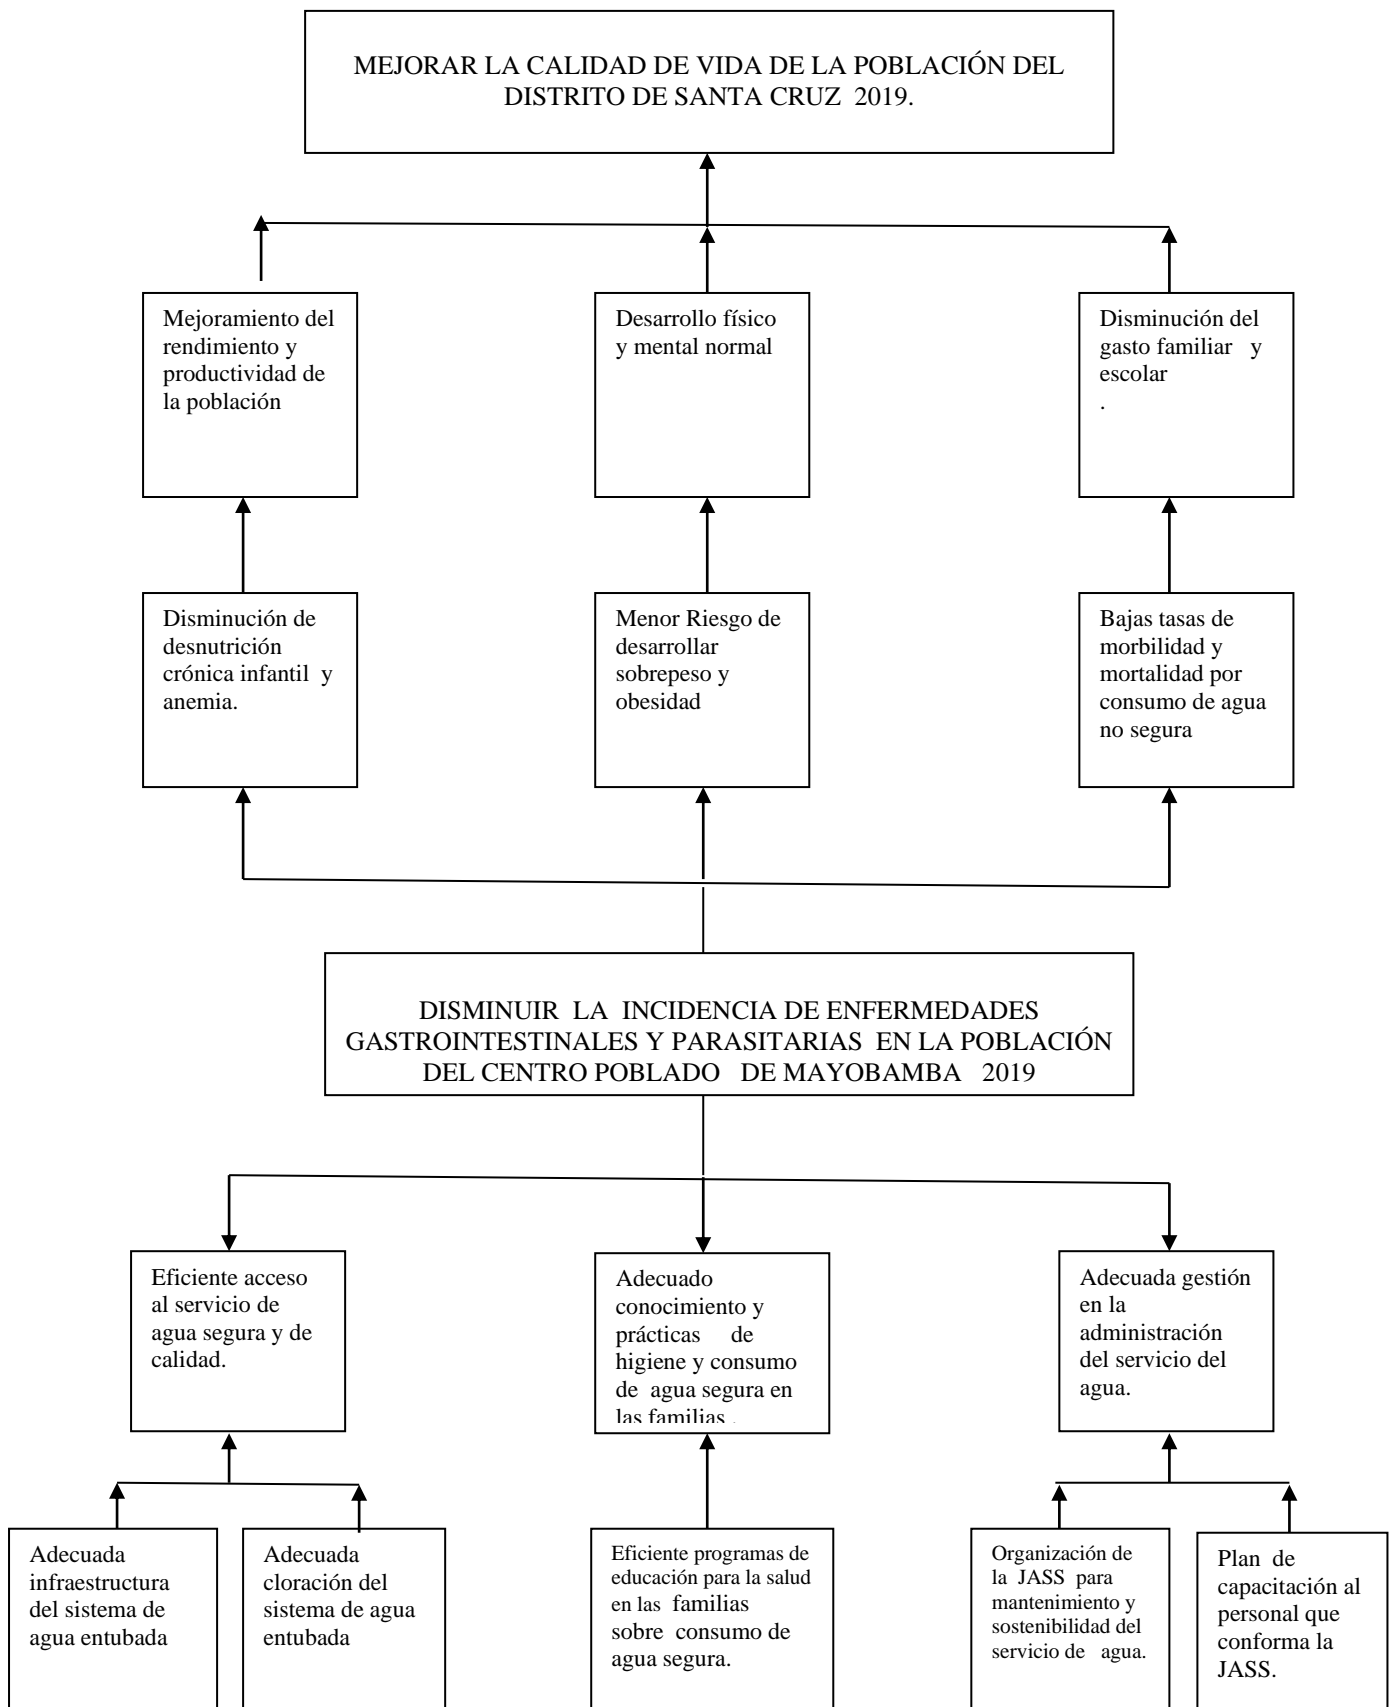 MEJORAR LA CALIDAD DE VIDA DE LA POBLACIÓN DEL
DISTRITO DE SANTA CRUZ 2019.
Mejoramiento del
rendimiento y
productividad de
la población
Desarrollo físico
y mental normal
Disminución del
gasto familiar y
escolar
.
Disminución de
desnutrición
crónica infantil y
anemia.
Menor Riesgo de
desarrollar
sobrepeso y
obesidad
Bajas tasas de
morbilidad y
mortalidad por
consumo de agua
no segura
DISMINUIR LA INCIDENCIA DE ENFERMEDADES
GASTROINTESTINALES Y PARASITARIAS EN LA POBLACIÓN
DEL CENTRO POBLADO DE MAYOBAMBA 2019
Eficiente acceso
al servicio de
agua segura y de
calidad.
Adecuado
conocimiento y
prácticas de
higiene y consumo
de agua segura en
las familias .
Adecuada gestión
en la
administración
del servicio del
agua.
Adecuada
infraestructura
del sistema de
agua entubada
Adecuada
cloración del
sistema de agua
entubada
Eficiente programas de
educación para la salud
en las familias
sobre consumo de
agua segura.
Organización de
la JASS para
mantenimiento y
sostenibilidad del
servicio de agua.
Plan de
capacitación al
personal que
conforma la
JASS.